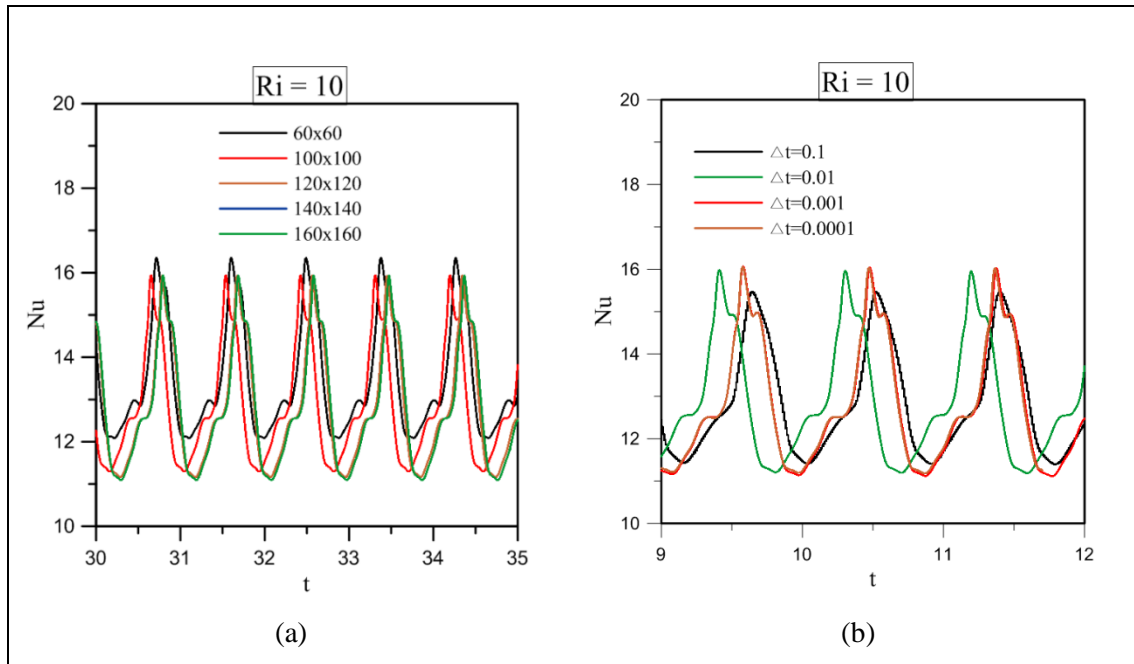 Ri = 10
20
18
16
14
12
10
Nu
60x60
100x100
120x120
140x140
160x160
30
31
32
33
34
35
t
(a)
Ri = 10
20
18
16
14
12
10
Nu
△t=0.1
△t=0.01
△t=0.001
△t=0.0001
9
10
11
12
t
(b)